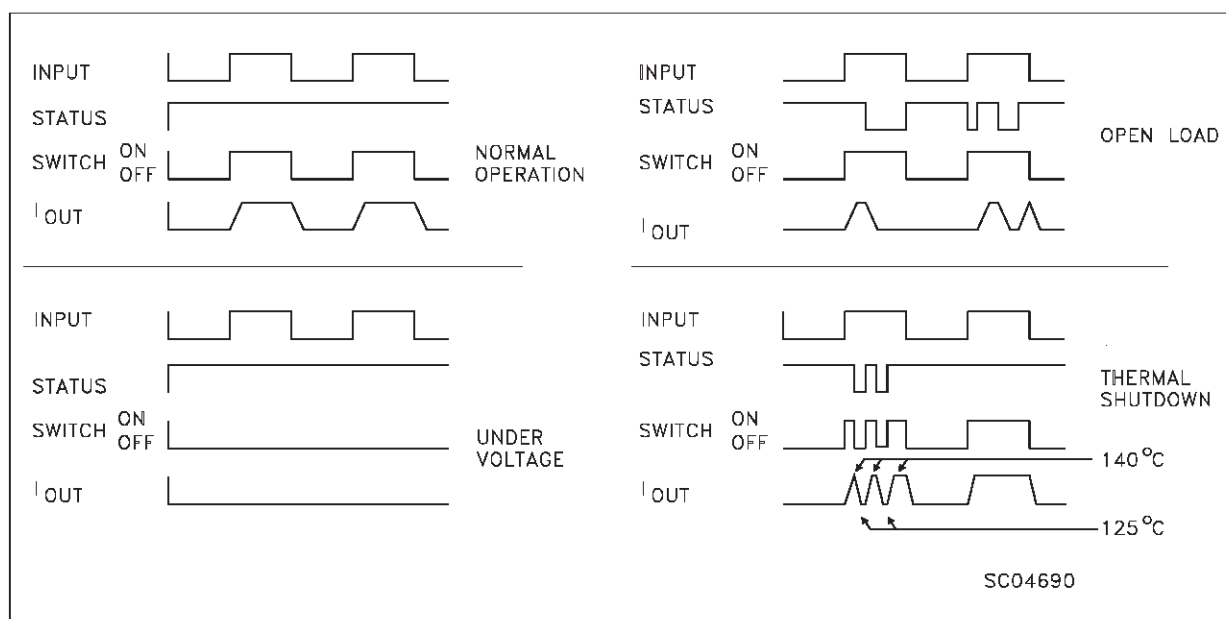 INPUT
STATUS
SWITCH ON
OFF
I OUT
NORMAL
OPERATION
INPUT
STATUS
SWITCH ON
OFF
I OUT
OPEN LOAD
INPUT
STATUS
SWITCH ON
OFF
I OUT
UNDER
VOLTAGE
INPUT
STATUS
SWITCH ON
OFF
I OUT
THERMAL
SHUTDOWN
140°C
125°C
SC04690